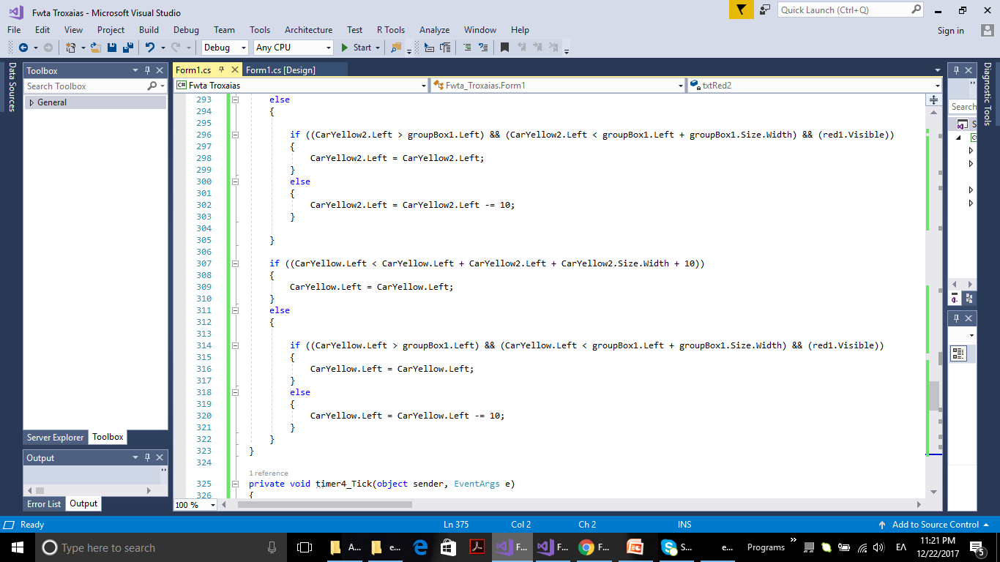 Fwta Troxaias - Microsoft Visual Studio
Quick Launch (Ctrl+Q)
File Edit View Project Build Debug Team Tools Architecture Test R Tools Analyze Window Help
Sign in
Debug Any CPU Start
Data Sources
Toolbox
Search Toolbox
General
Form1.cs Form1.cs [Design]
C# Fwta Troxaias Fwta_Troxaias.Form1 txtRed2
293 else
294 {
295
296 if ((CarYellow2.Left > groupBox1.Left) && (CarYellow2.Left < groupBox1.Left + groupBox1.Size.Width) && (red1.Visible))
297 {
298 CarYellow2.Left = CarYellow2.Left;
299 }
300 else
301 {
302 CarYellow2.Left = CarYellow2.Left -= 10;
303 }
304
305 }
306
307 if ((CarYellow.Left < CarYellow.Left + CarYellow2.Left + CarYellow2.Size.Width + 10))
308 {
309 CarYellow.Left = CarYellow.Left;
310 }
311 else
312 {
313
314 if ((CarYellow.Left > groupBox1.Left) && (CarYellow.Left < groupBox1.Left + groupBox1.Size.Width) && (red1.Visible))
315 {
316 CarYellow.Left = CarYellow.Left;
317 }
318 else
319 {
320 CarYellow.Left = CarYellow.Left -= 10;
321 }
322 }
323 }
324
1 reference
325 private void timer4_Tick(object sender, EventArgs e)
326 {
100 %
Server Explorer Toolbox
Output
Error List Output
Search
S
Diagnostic Tools
Ready Ln 375 Col 2 Ch 2 INS Add to Source Control
Type here to search
A... e... F... F... F... S... e... Programs ΕΛ
11:21 PM
12/22/2017
5